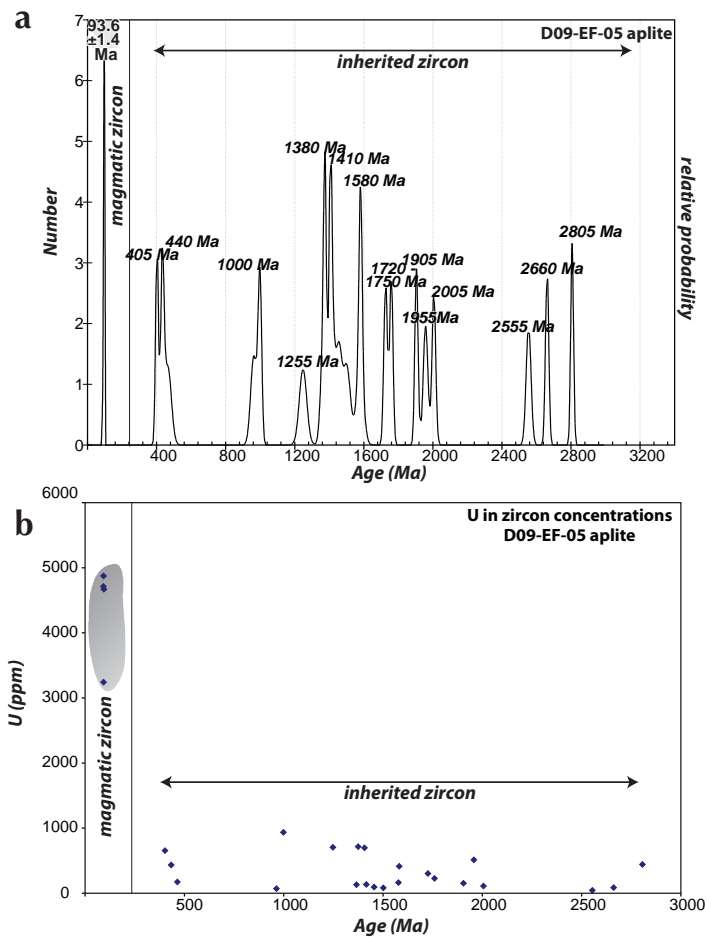 a
7
93.6
±1.4
Ma
D09-EF-05 aplite
inherited zircon
magmatic zircon
6
5
4
3
2
1
0
Number
relative probability
405 Ma
440 Ma
1000 Ma
1255 Ma
1380 Ma
1410 Ma
1580 Ma
1720
1750 Ma
1905 Ma
1955Ma
2005 Ma
2555 Ma
2660 Ma
2805 Ma
400 800 1200 1600 2000 2400 2800 3200
Age (Ma)
b
6000
U in zircon concentrations
D09-EF-05 aplite
5000
4000
3000
2000
1000
0
U (ppm)
magmatic zircon
inherited zircon
500 1000 1500 2000 2500 3000
Age (Ma)